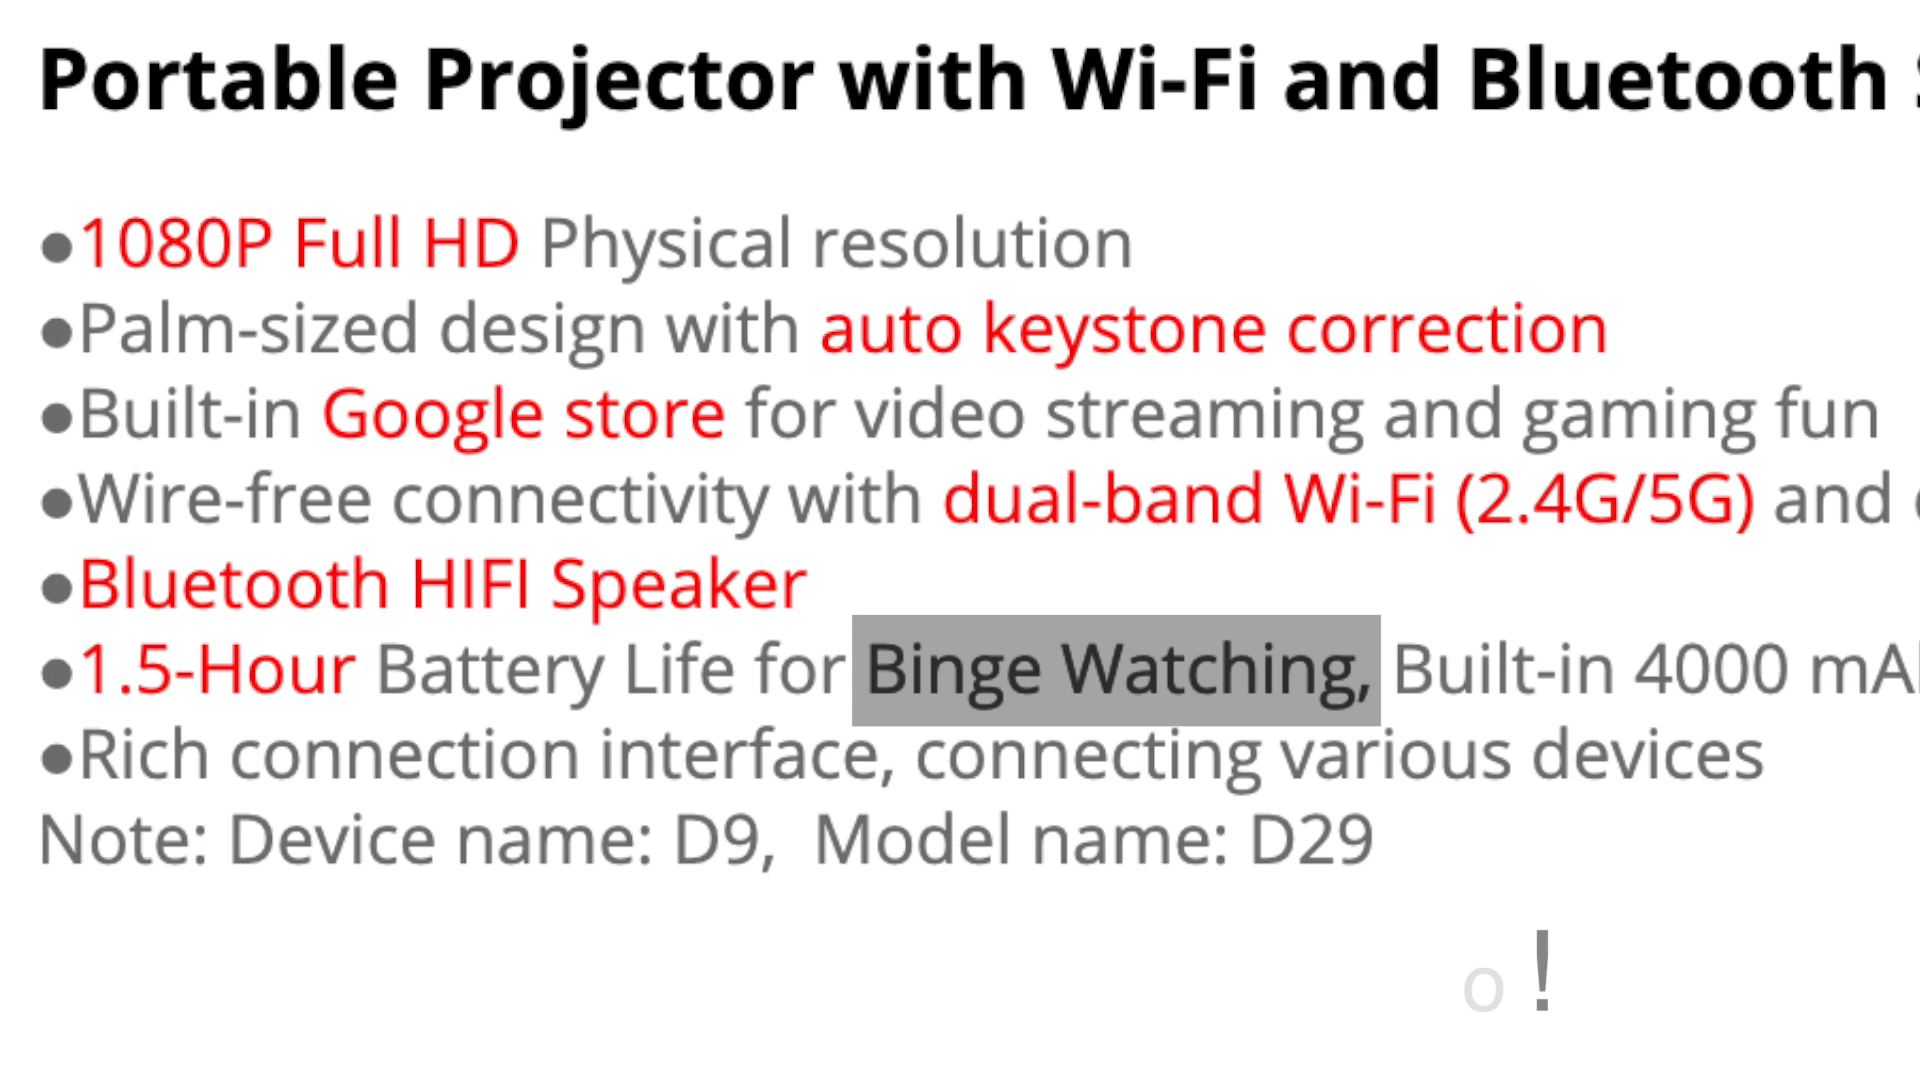 Portable Projector with Wi-Fi and Bluetooth
●1080P Full HD Physical resolution
●Palm-sized design with auto keystone correction
●Built-in Google store for video streaming and gaming fun
●Wire-free connectivity with dual-band Wi-Fi (2.4G/5G) and
●Bluetooth HIFI Speaker
●1.5-Hour Battery Life for Binge Watching, Built-in 4000
●Rich connection interface, connecting various devices
Note: Device name: D9, Model name: D29
o !